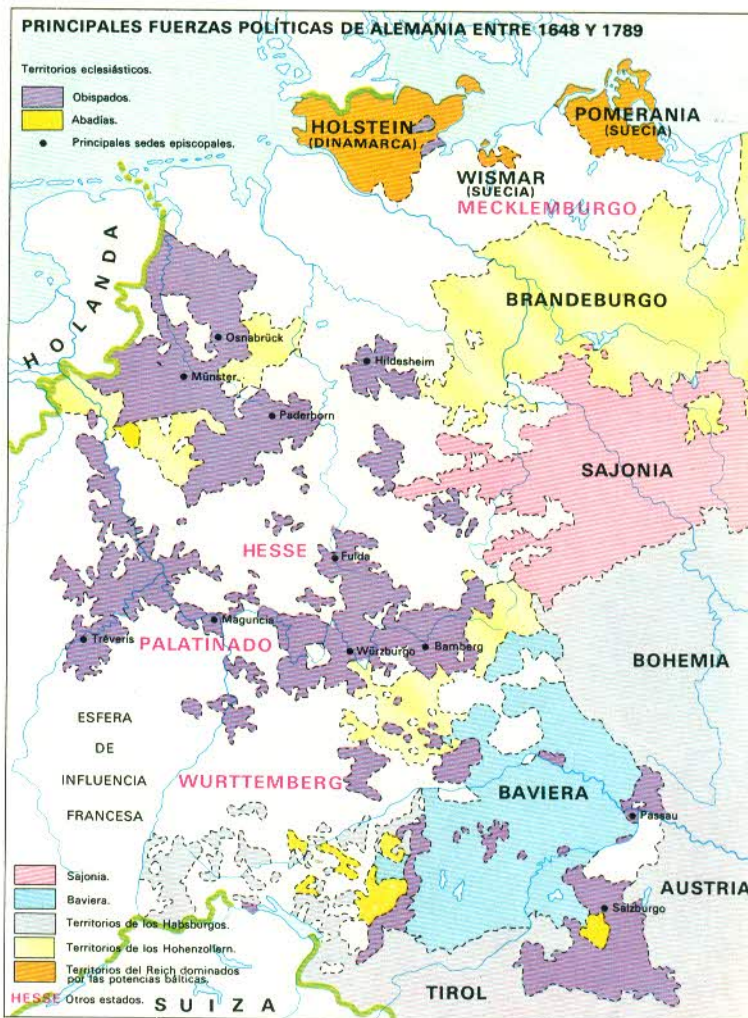 PRINCIPALES FUERZAS POLÍTICAS DE ALEMANIA ENTRE 1648 Y 1789
Territorios eclesiásticos.
Obispados.
Abadías.
Principales sedes episcopales.
HOLSTEIN
(DINAMARCA)
POMERANIA
(SUECIA)
WISMAR
(SUECIA)
MECKLEMBURGO
HOLANDA
BRANDEBURGO
Osnabrück
Hildesheim
Münster
Paderborn
SAJONIA
HESSE
Fulda
Maguncia
Tréveris
PALATINADO
Würzburgo
Bamberg
BOHEMIA
ESFERA
DE
INFLUENCIA
FRANCESA
WURTTEMBERG
BAVIERA
Passau
AUSTRIA
Salzburgo
Sajonia.
Baviera.
Territorios de los Habsburgos.
Territorios de los Hohenzollern.
Territorios del Reich dominados
por las potencias bálticas.
HESSE Otros estados.
SUIZA
TIROL